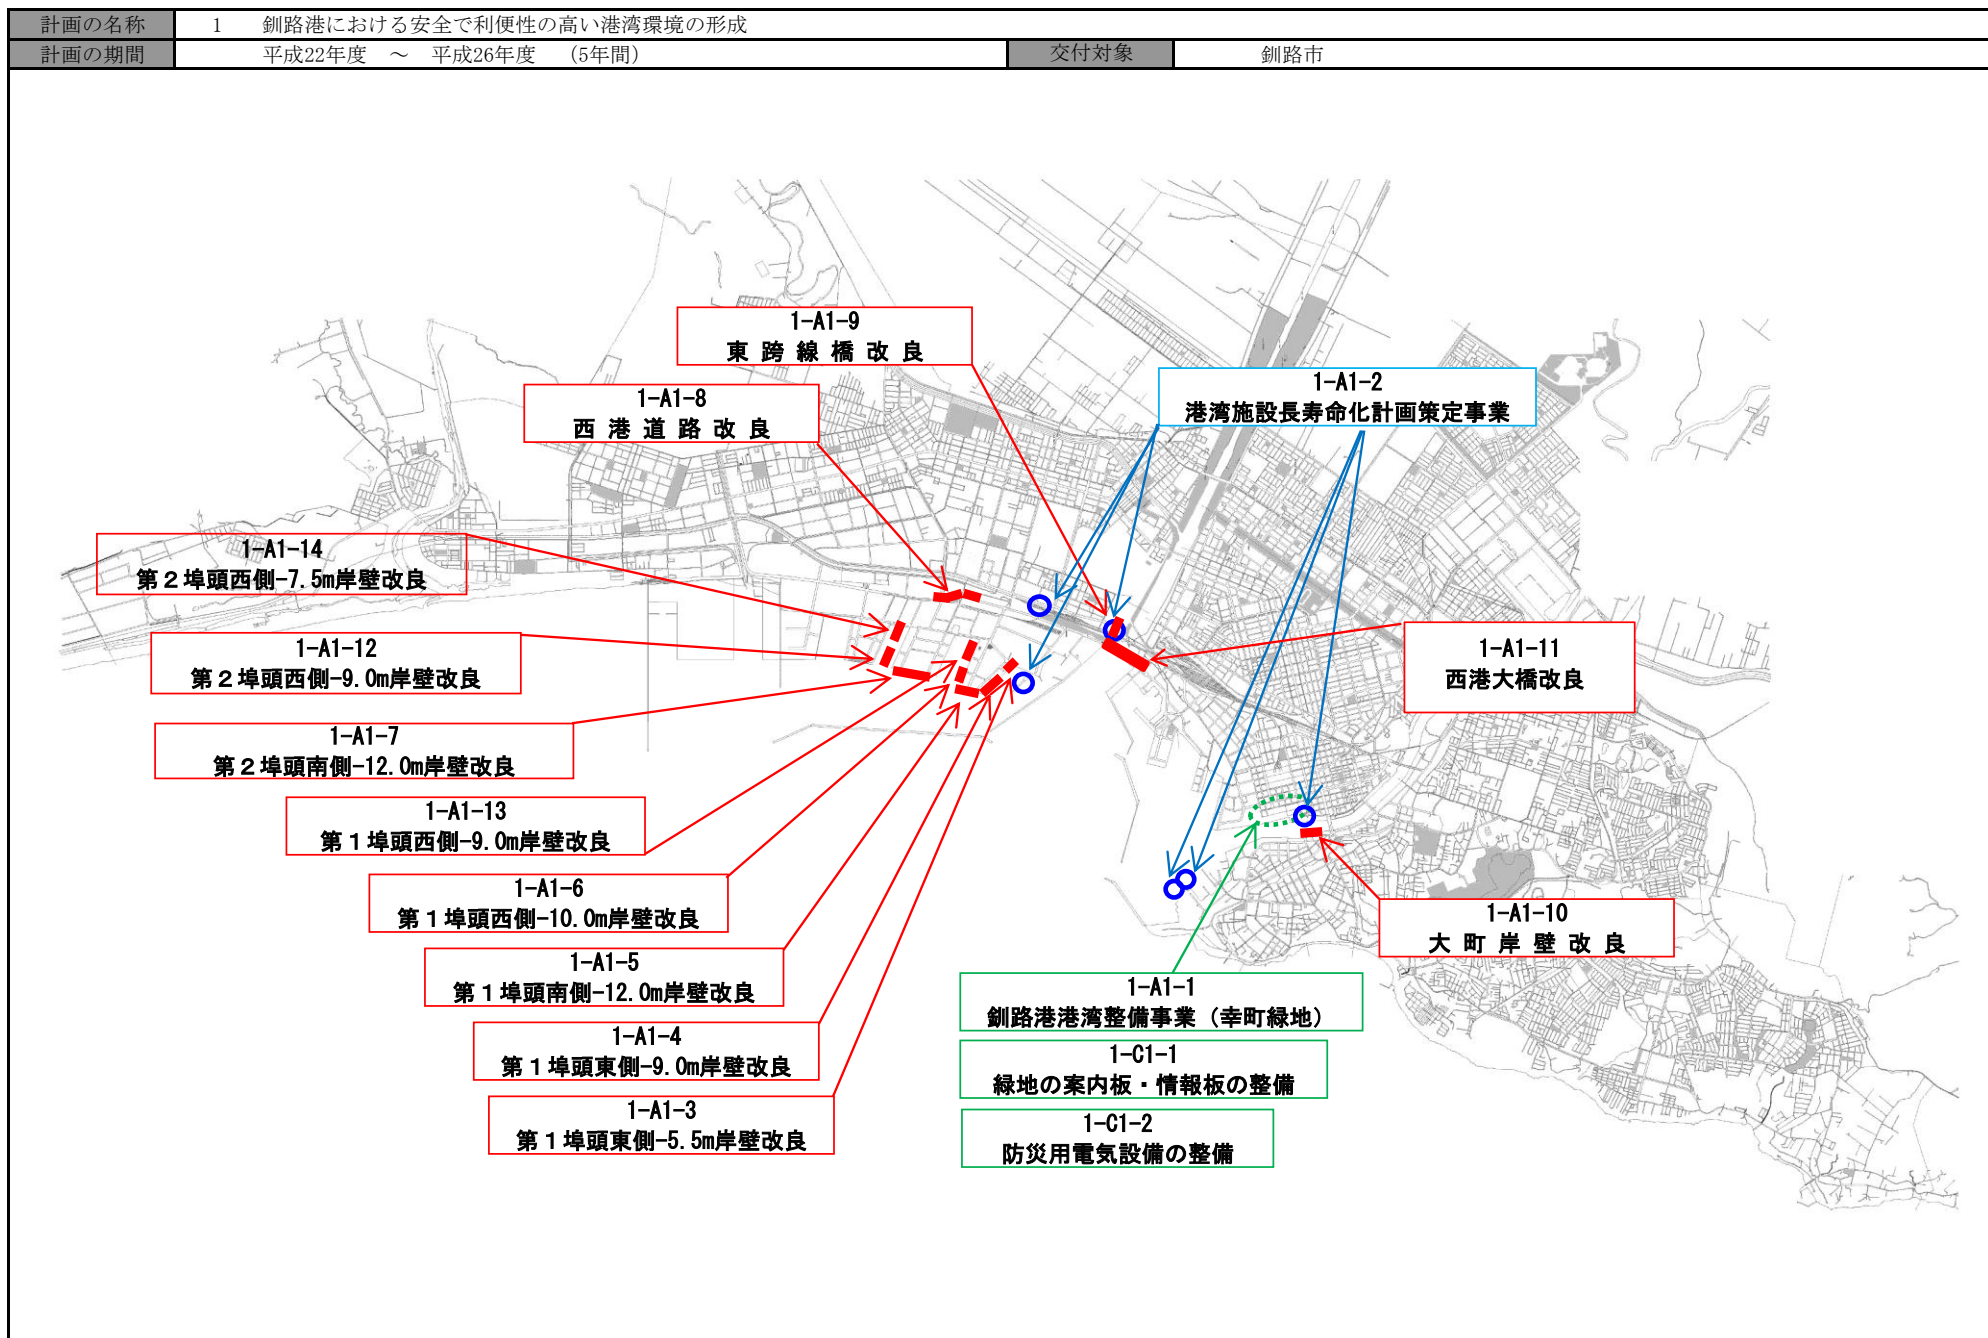 計画の名称 1 釧路港における安全で利便性の高い港湾環境の形成
計画の期間 平成22年度 ～ 平成26年度 （5年間） 交付対象 釧路市
1-A1-9
東 跨 線 橋 改 良
1-A1-8
西 港 道 路 改 良
1-A1-2
港湾施設長寿命化計画策定事業
1-A1-14
第２埠頭西側-7.5m岸壁改良
1-A1-12
第２埠頭西側-9.0m岸壁改良
1-A1-11
西港大橋改良
1-A1-7
第２埠頭南側-12.0m岸壁改良
1-A1-13
第１埠頭西側-9.0m岸壁改良
1-A1-6
第１埠頭西側-10.0m岸壁改良
1-A1-10
大 町 岸 壁 改 良
1-A1-5
第１埠頭南側-12.0m岸壁改良
1-A1-1
釧路港港湾整備事業（幸町緑地）
1-A1-4
第１埠頭東側-9.0m岸壁改良
1-C1-1
緑地の案内板・情報板の整備
1-A1-3
第１埠頭東側-5.5m岸壁改良
1-C1-2
防災用電気設備の整備